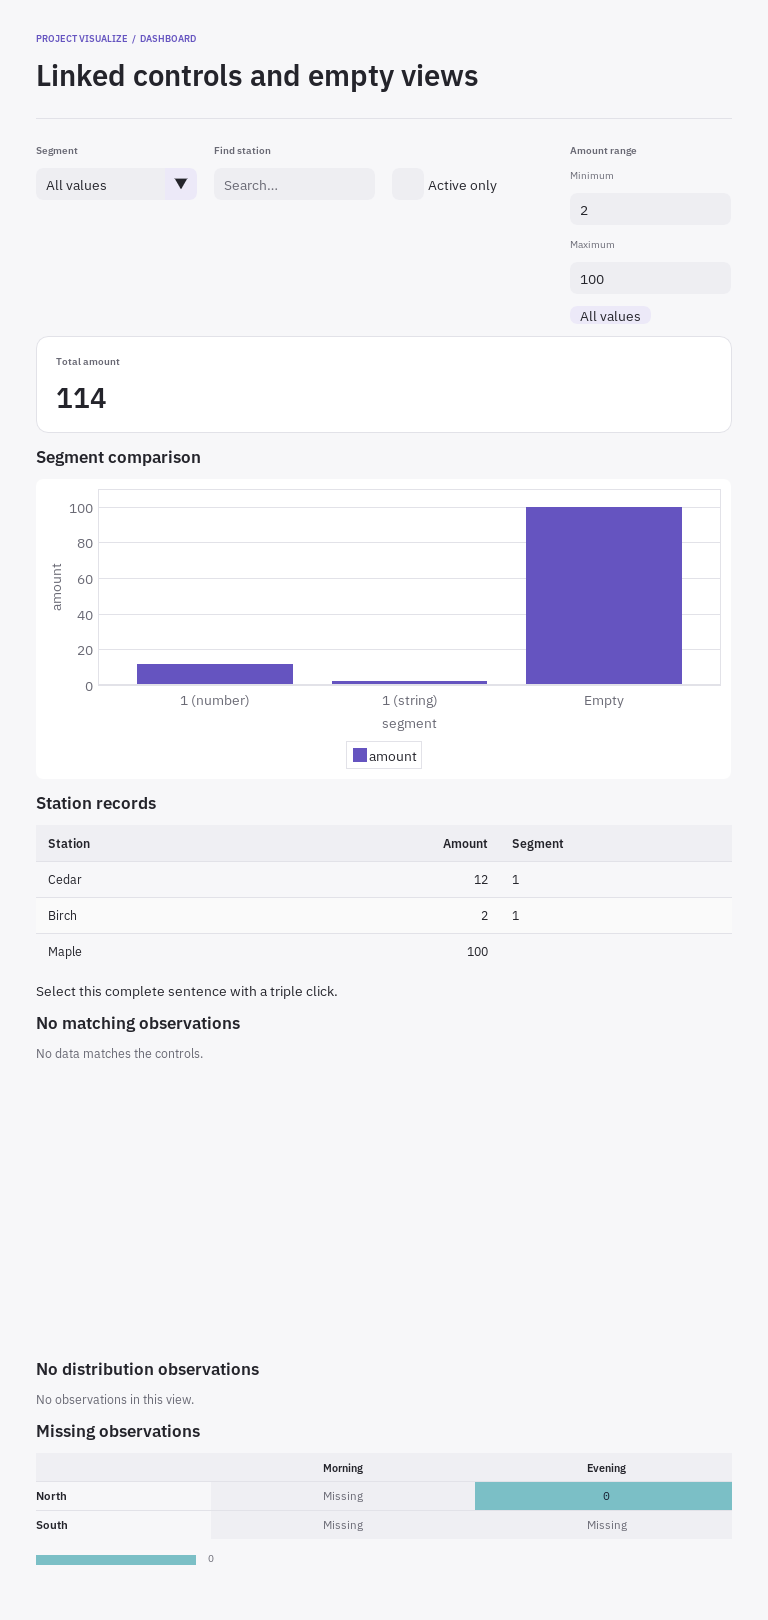 PROJECT VISUALIZE / DASHBOARD
Linked controls and empty views
Segment
All values ▼
Find station
Search...
Active only
Amount range
Minimum
2
Maximum
100
All values
Total amount
114
Segment comparison
amount
100
80
60
40
20
0
1 (number) 1 (string) Empty
segment
amount
Station records
Station Amount Segment
Cedar 12 1
Birch 2 1
Maple 100
Select this complete sentence with a triple click.
No matching observations
No data matches the controls.
No distribution observations
No observations in this view.
Missing observations
Morning Evening
North Missing 0
South Missing Missing
0